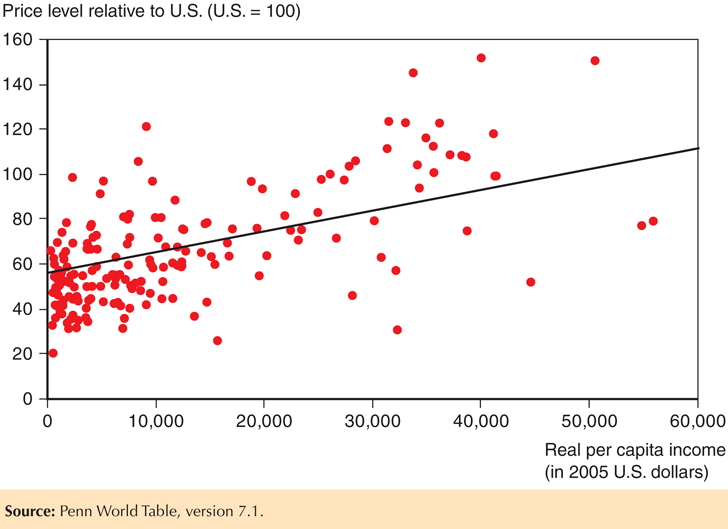 Price level relative to U.S. (U.S. = 100)
160
140
120
100
80
60
40
20
0
0 10,000 20,000 30,000 40,000 50,000 60,000
Real per capita income
(in 2005 U.S. dollars)
Source: Penn World Table, version 7.1.